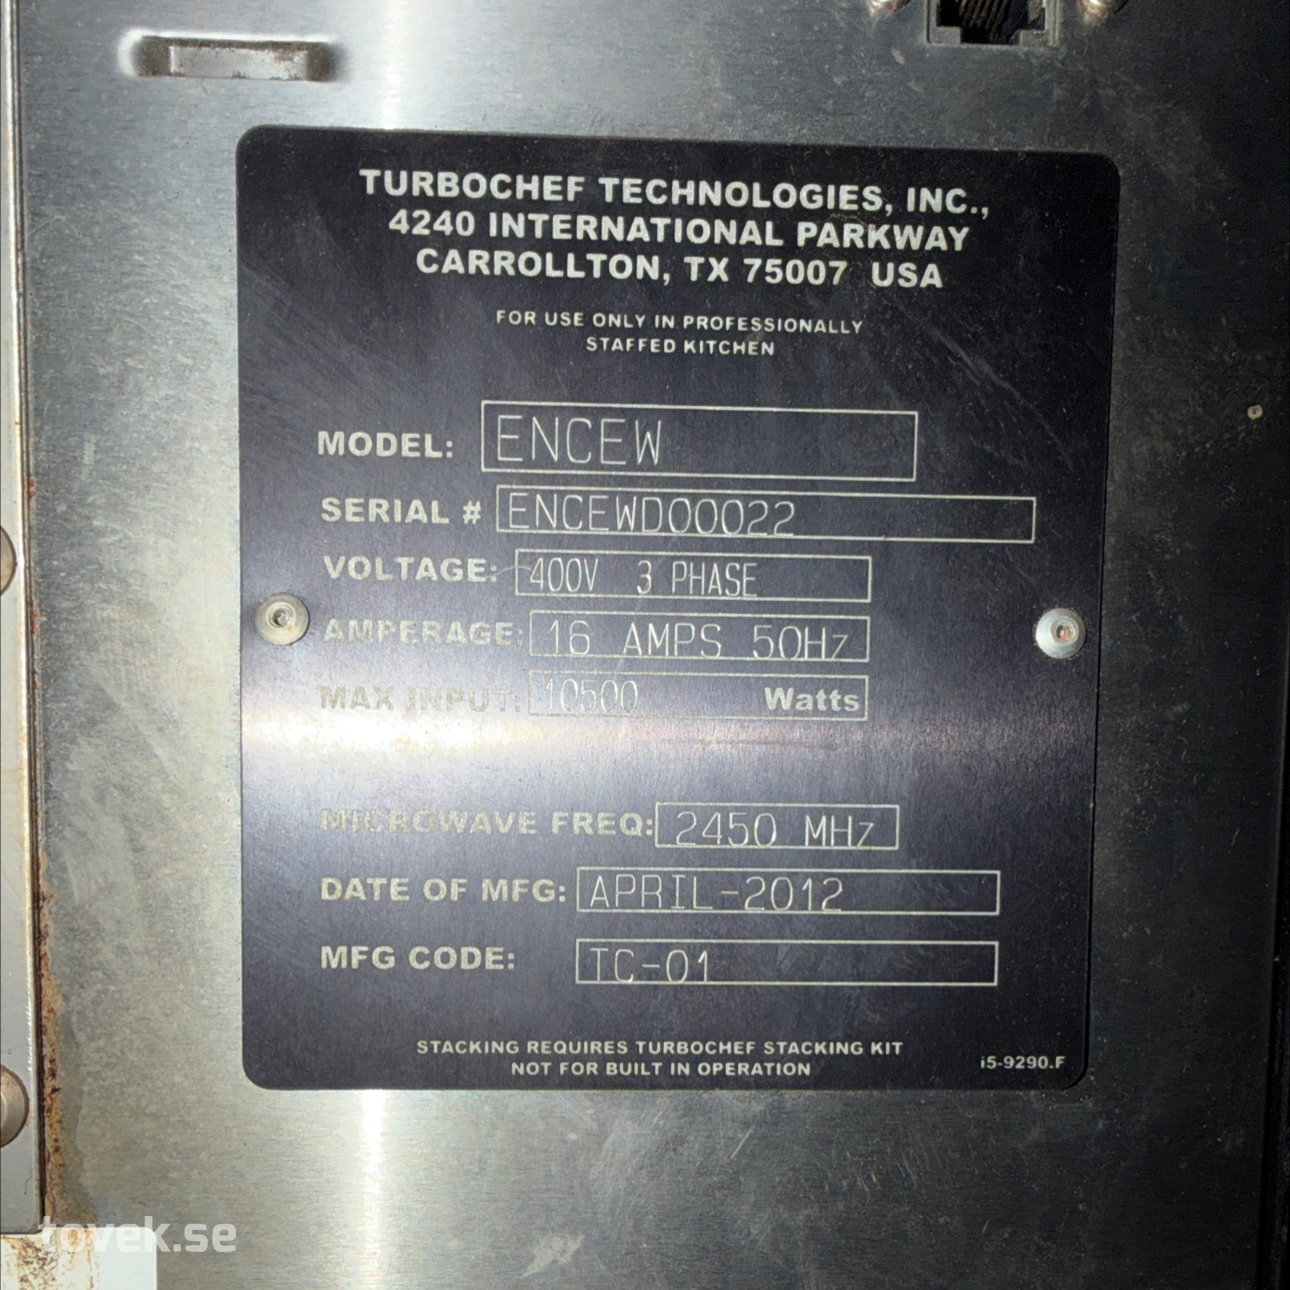 TURBOCHEF TECHNOLOGIES, INC.,
4240 INTERNATIONAL PARKWAY
CARROLLTON, TX 75007 USA
FOR USE ONLY IN PROFESSIONALLY
STAFFED KITCHEN
MODEL: ENCEW
SERIAL # ENCEWD00022
VOLTAGE: 400V 3 PHASE
AMPERAGE: 16 AMPS 50Hz
MAX INPUT: 10500 Watts
MICROWAVE FREQ: 2450 MHz
DATE OF MFG: APRIL-2012
MFG CODE: TC-01
STACKING REQUIRES TURBOCHEF STACKING KIT
NOT FOR BUILT IN OPERATION
i5-9290.F
tovek.se